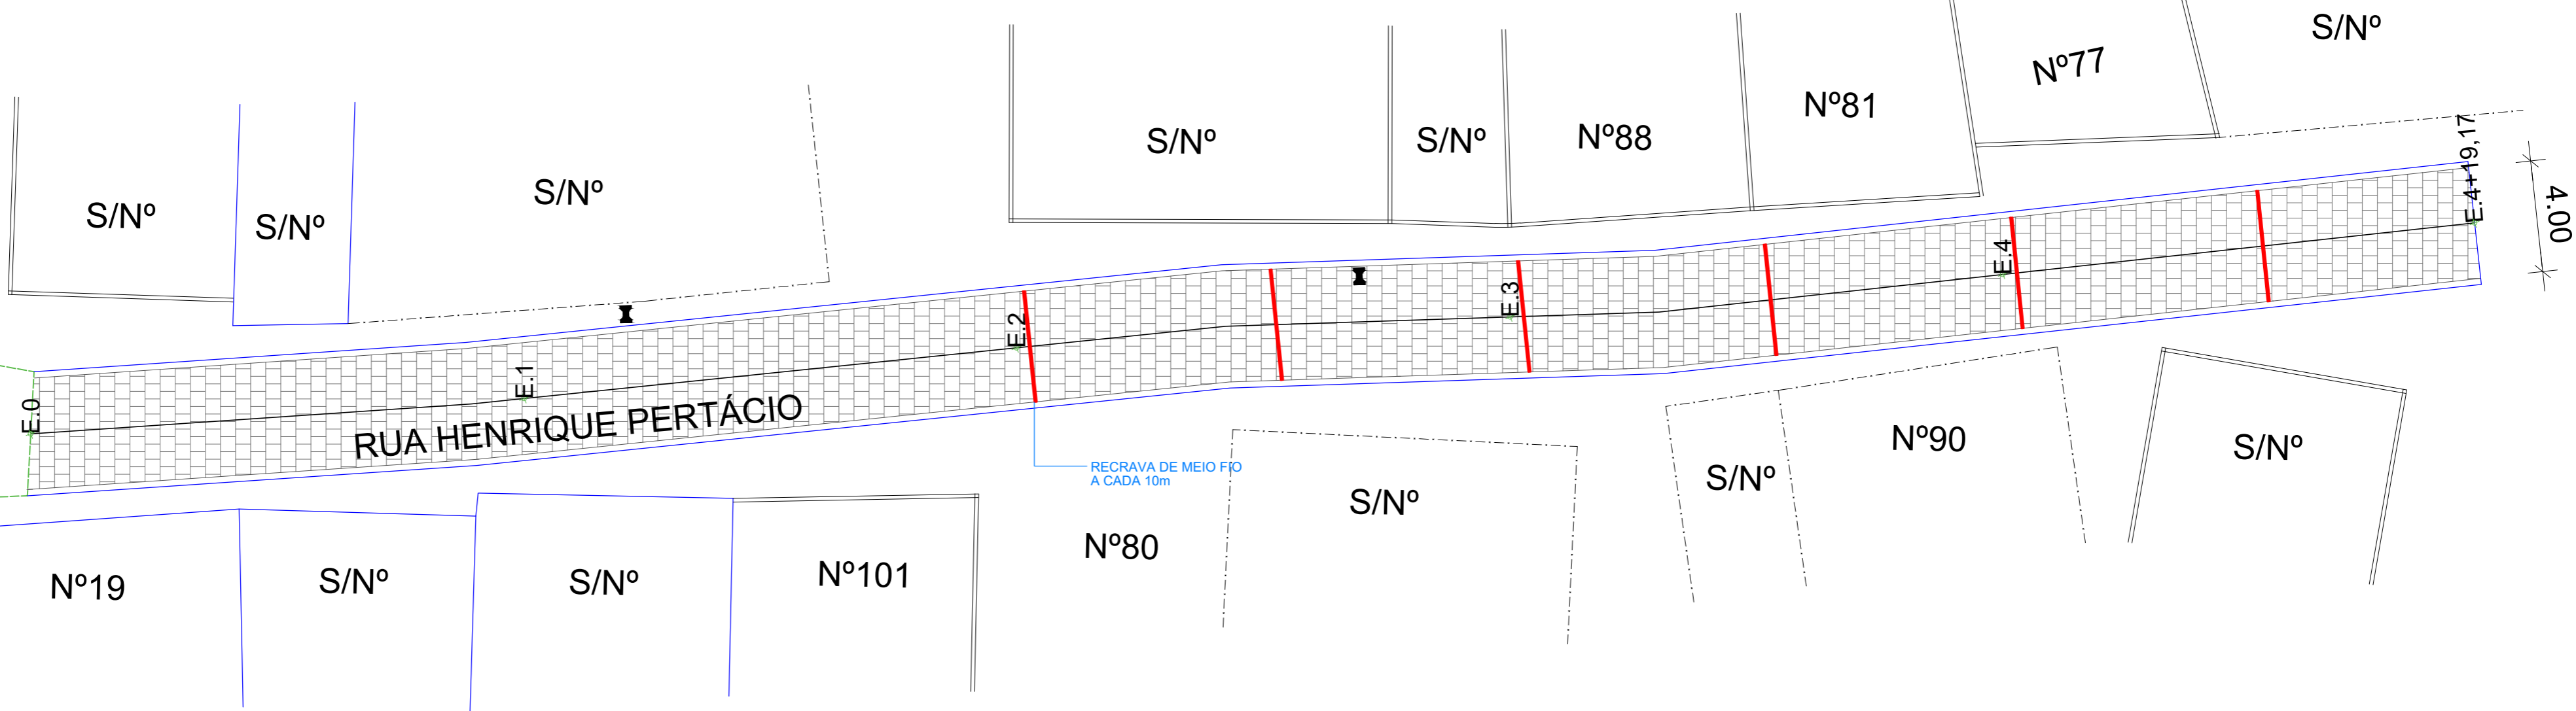 S/Nº
S/Nº
S/Nº
S/Nº
S/Nº
Nº88
Nº81
Nº77
S/Nº
E.0
E.1
E.2
E.3
E.4
E.4+19,17
4.00
RUA HENRIQUE PERTÁCIO
RECRAVA DE MEIO FIO
A CADA 10m
Nº19
S/Nº
S/Nº
Nº101
Nº80
S/Nº
S/Nº
Nº90
S/Nº